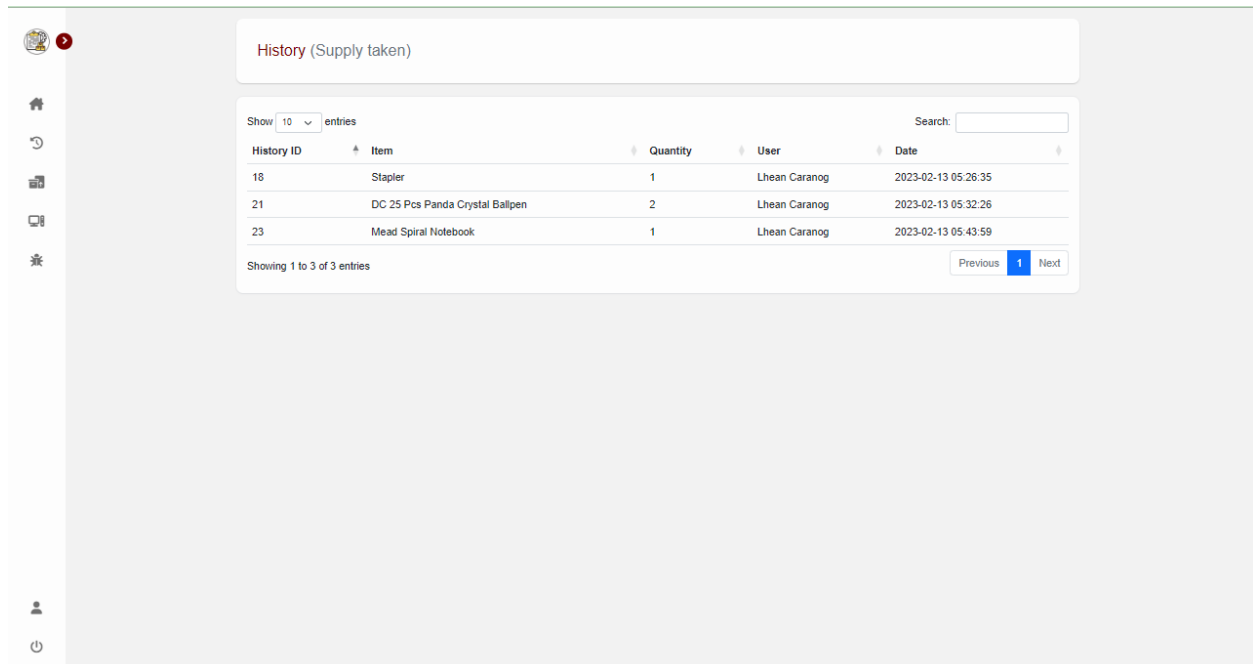 History (Supply taken)
Show 10 entries Search:
History ID Item Quantity User Date
18 Stapler 1 Lhean Caranog 2023-02-13 05:26:35
21 DC 25 Pcs Panda Crystal Ballpen 2 Lhean Caranog 2023-02-13 05:32:26
23 Mead Spiral Notebook 1 Lhean Caranog 2023-02-13 05:43:59
Showing 1 to 3 of 3 entries Previous 1 Next